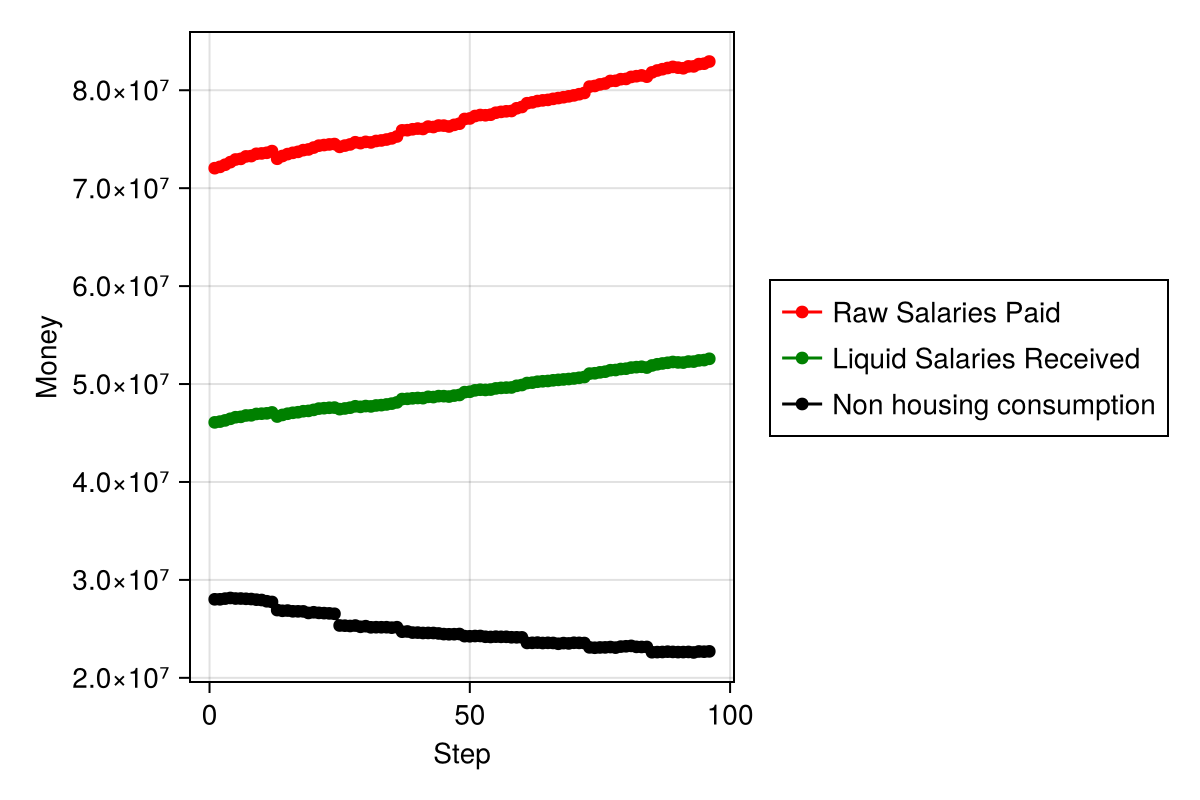 8.0×10⁷
7.0×10⁷
6.0×10⁷
5.0×10⁷
4.0×10⁷
3.0×10⁷
2.0×10⁷
Money
0 50 100
Step
Raw Salaries Paid
Liquid Salaries Received
Non housing consumption